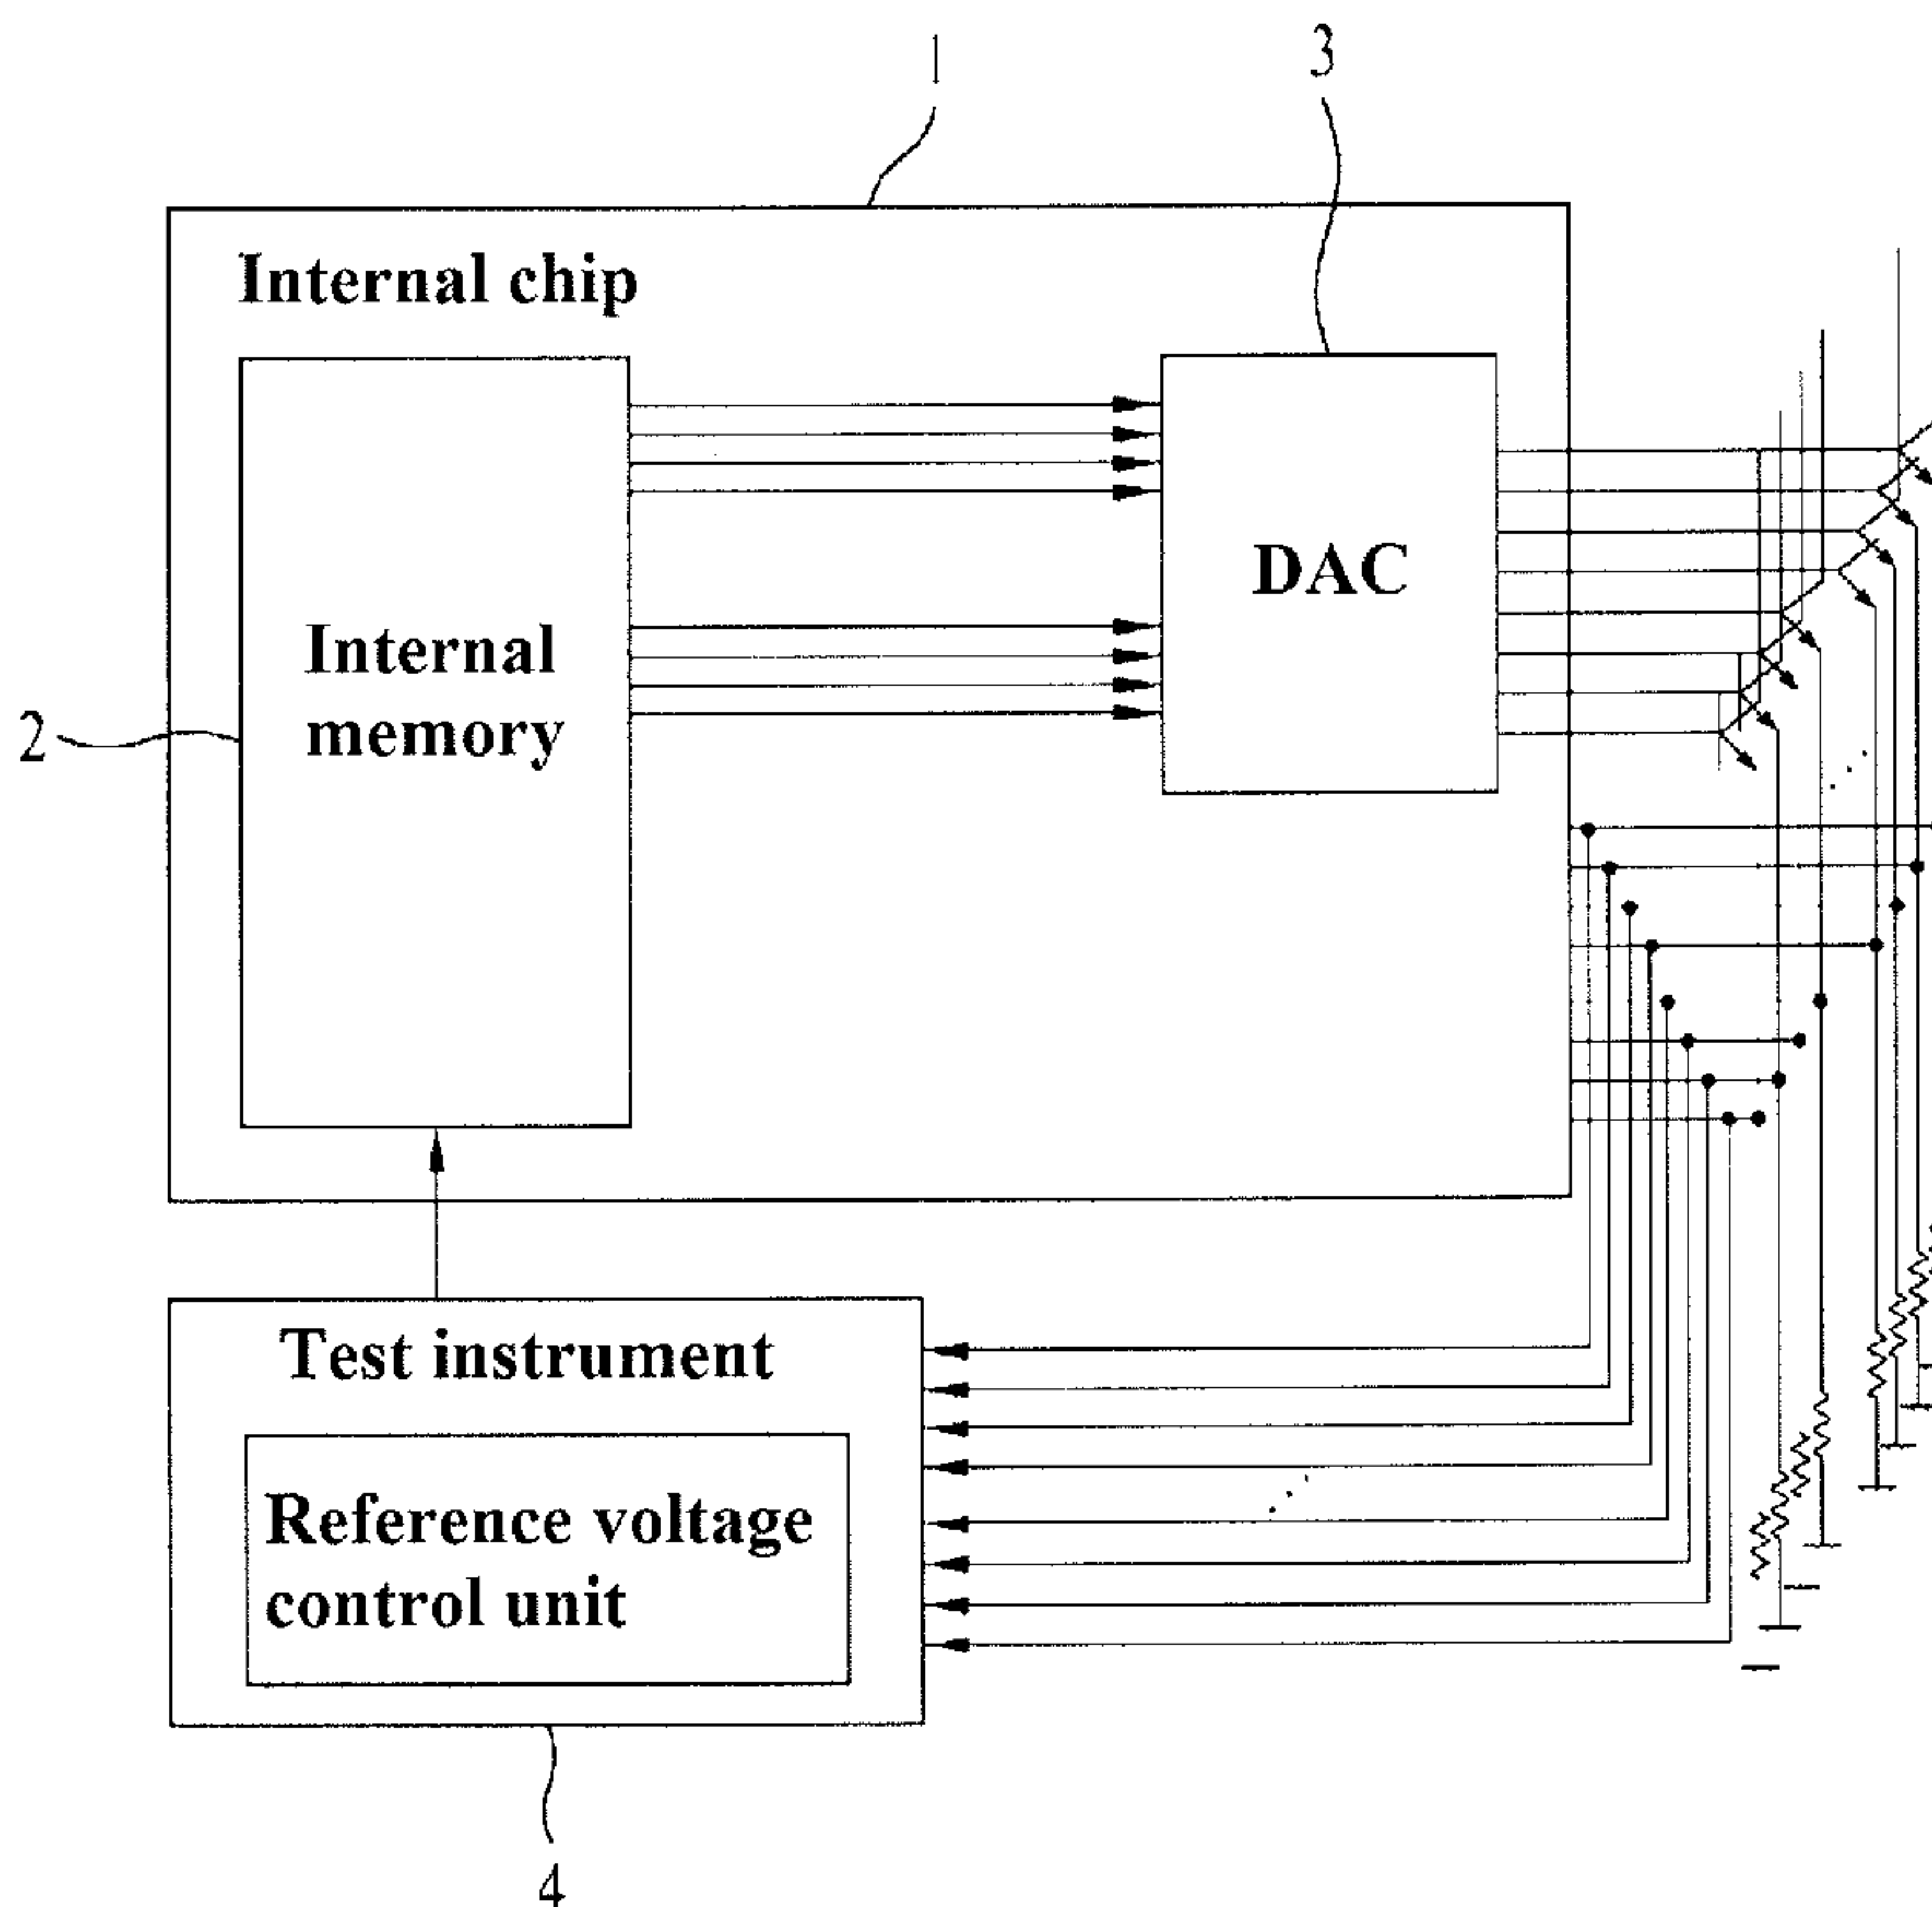 1
3
Internal chip
DAC
Internal
memory
2
Test instrument
Reference voltage
control unit
4